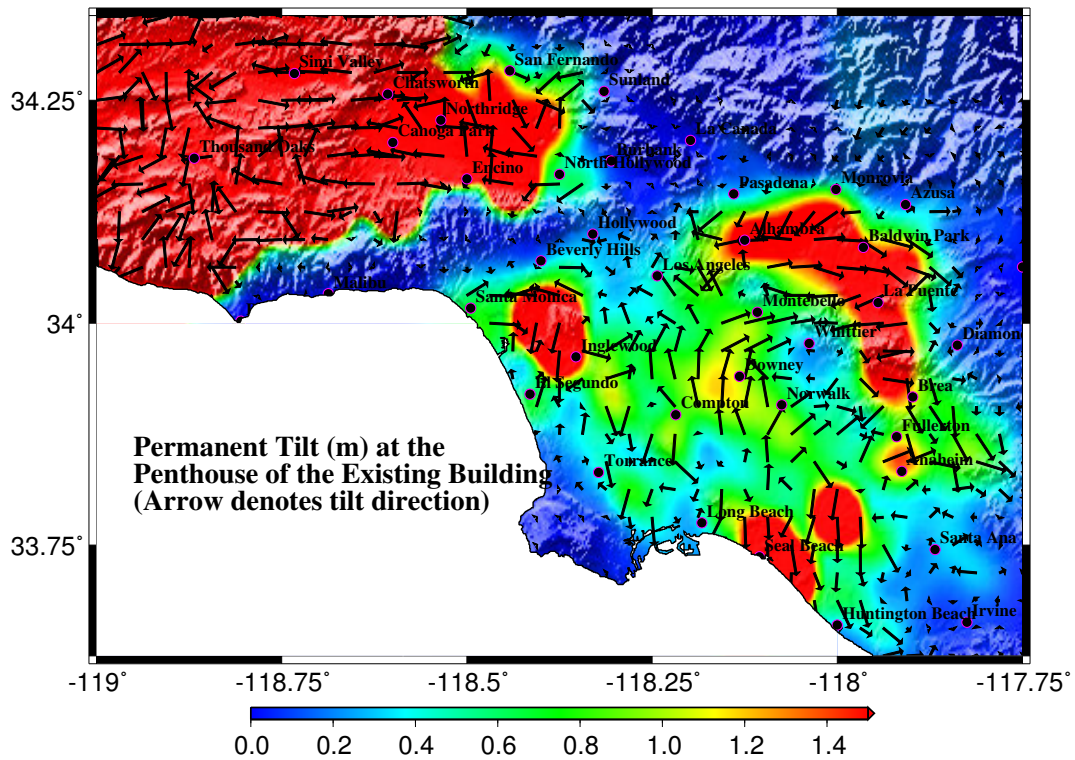 Simi Valley
San Fernando
Chatsworth
Sunland
34.25°
Northridge
Canoga Park
La Canada
Thousand Oaks
Burbank
North Hollywood
Encino
Pasadena
Monrovia
Azusa
Hollywood
Alhambra
Baldwin Park
Beverly Hills
Los Angeles
Malibu
La Puente
Santa Monica
Montebello
34°
Whittier
Diamon
Inglewood
Downey
El Segundo
Brea
Norwalk
Compton
Fullerton
Permanent Tilt (m) at the
Penthouse of the Existing Building
(Arrow denotes tilt direction)
Torrance
Anaheim
Long Beach
33.75°
Seal Beach
Santa Ana
Huntington Beach
Irvine
-119° -118.75° -118.5° -118.25° -118° -117.75°
0.0 0.2 0.4 0.6 0.8 1.0 1.2 1.4